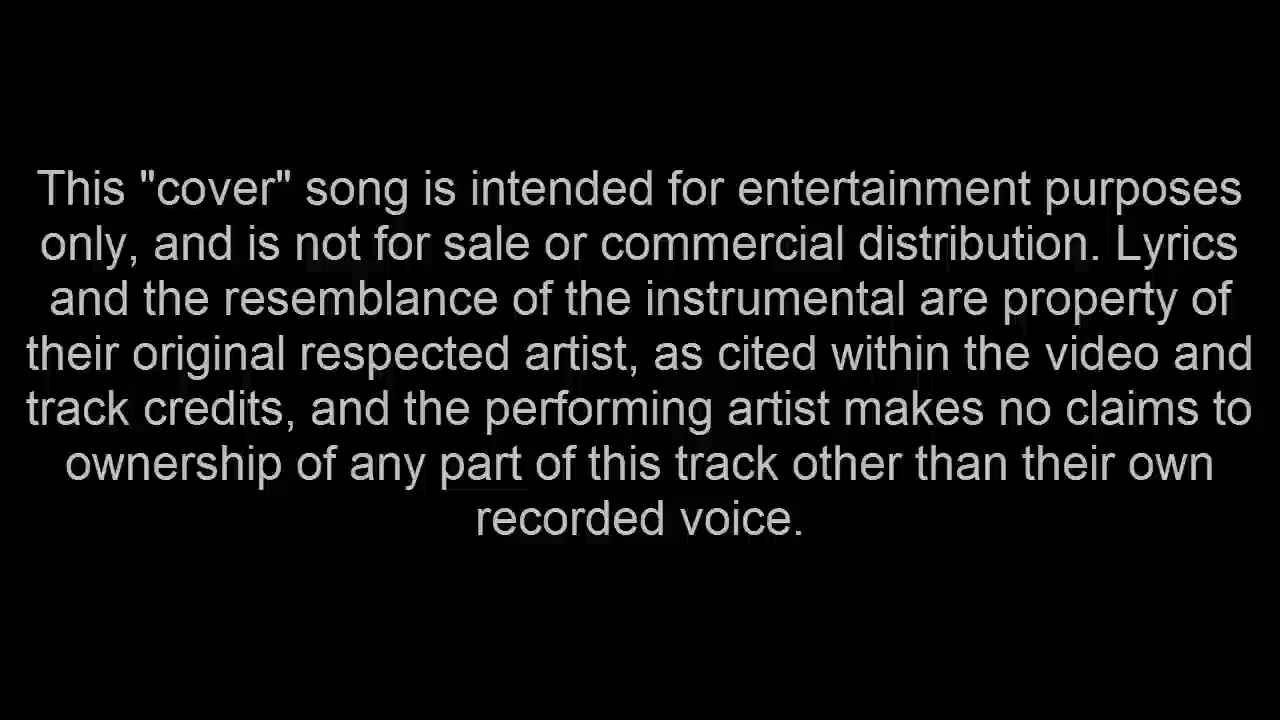 This "cover" song is intended for entertainment purposes
only, and is not for sale or commercial distribution. Lyrics
and the resemblance of the instrumental are property of
their original respected artist, as cited within the video and
track credits, and the performing artist makes no claims to
ownership of any part of this track other than their own
recorded voice.